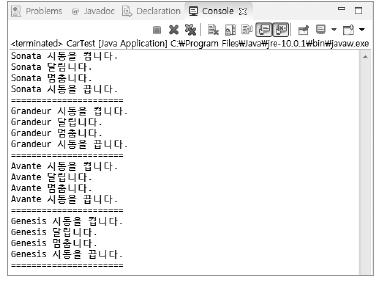 Problems @ Javadoc Declaration Console
<terminated> CarTest [Java Application] C:₩Program Files₩Java₩jre-10.0.1₩bin₩javaw.exe
Sonata 시동을 켭니다.
Sonata 달립니다.
Sonata 멈춥니다.
Sonata 시동을 끕니다.
======================
Grandeur 시동을 켭니다.
Grandeur 달립니다.
Grandeur 멈춥니다.
Grandeur 시동을 끕니다.
======================
Avante 시동을 켭니다.
Avante 달립니다.
Avante 멈춥니다.
Avante 시동을 끕니다.
======================
Genesis 시동을 켭니다.
Genesis 달립니다.
Genesis 멈춥니다.
Genesis 시동을 끕니다.
======================